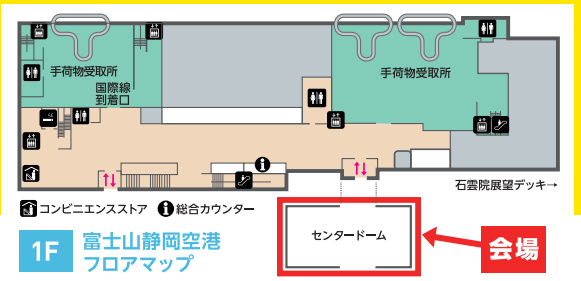 手荷物受取所
国際線
到着口
手荷物受取所
石雲院展望デッキ→
コンビニエンスストア
i 総合カウンター
1F
富士山静岡空港
フロアマップ
センタードーム
会場